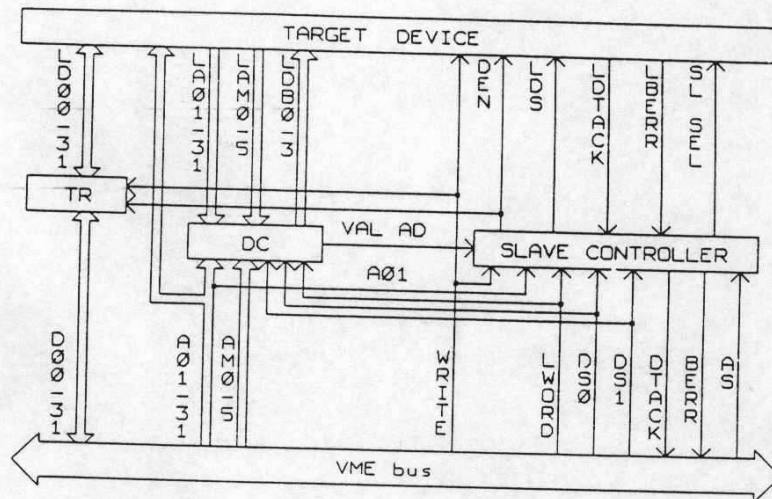 TARGET DEVICE
LD00-31
LA01-31
LAM0-5
LDB0-3
DEN
LDS
LDTACK
LBERR
SL SEL
TR
DC
VAL AD
SLAVE CONTROLLER
A01
D00-31
A01-31
AM0-5
WRITE
LWORD
DS0
DS1
DTACK
BERR
AS
VME bus